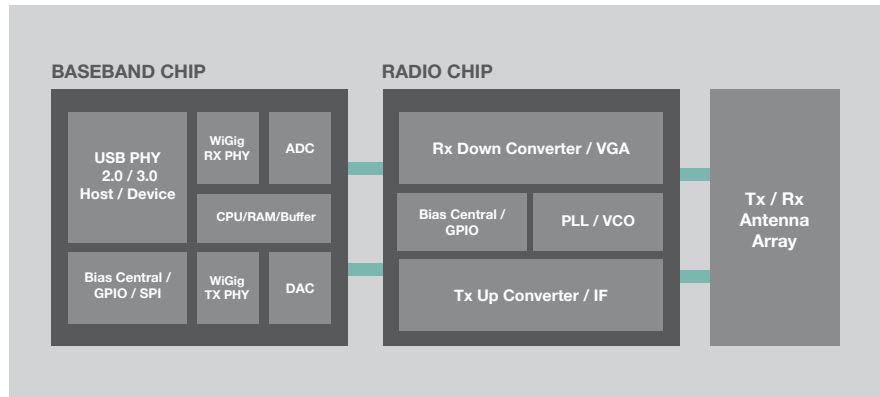 BASEBAND CHIP
USB PHY
2.0 / 3.0
Host / Device
WiGig
RX PHY
ADC
CPU/RAM/Buffer
Bias Central /
GPIO / SPI
WiGig
TX PHY
DAC
RADIO CHIP
Rx Down Converter / VGA
Bias Central /
GPIO
PLL / VCO
Tx Up Converter / IF
Tx / Rx
Antenna
Array